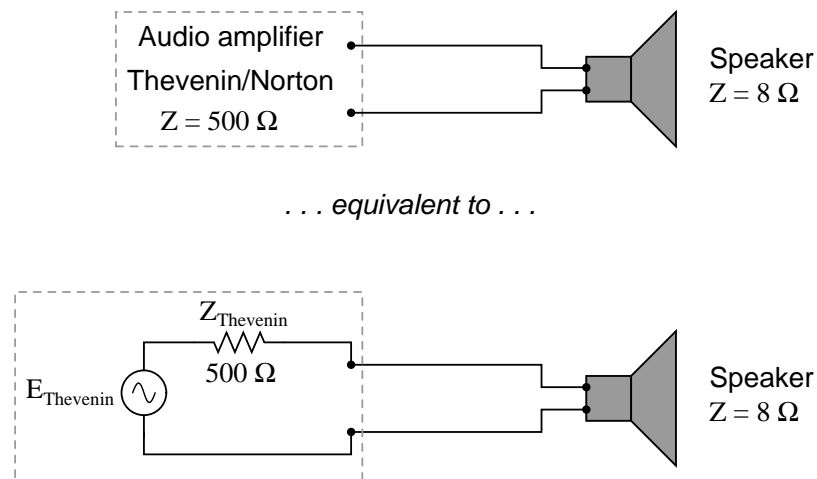 Audio amplifier
Thevenin/Norton
Z = 500 Ω
Speaker
Z = 8 Ω
. . . equivalent to . . .
Z_Thevenin
500 Ω
E_Thevenin
Speaker
Z = 8 Ω